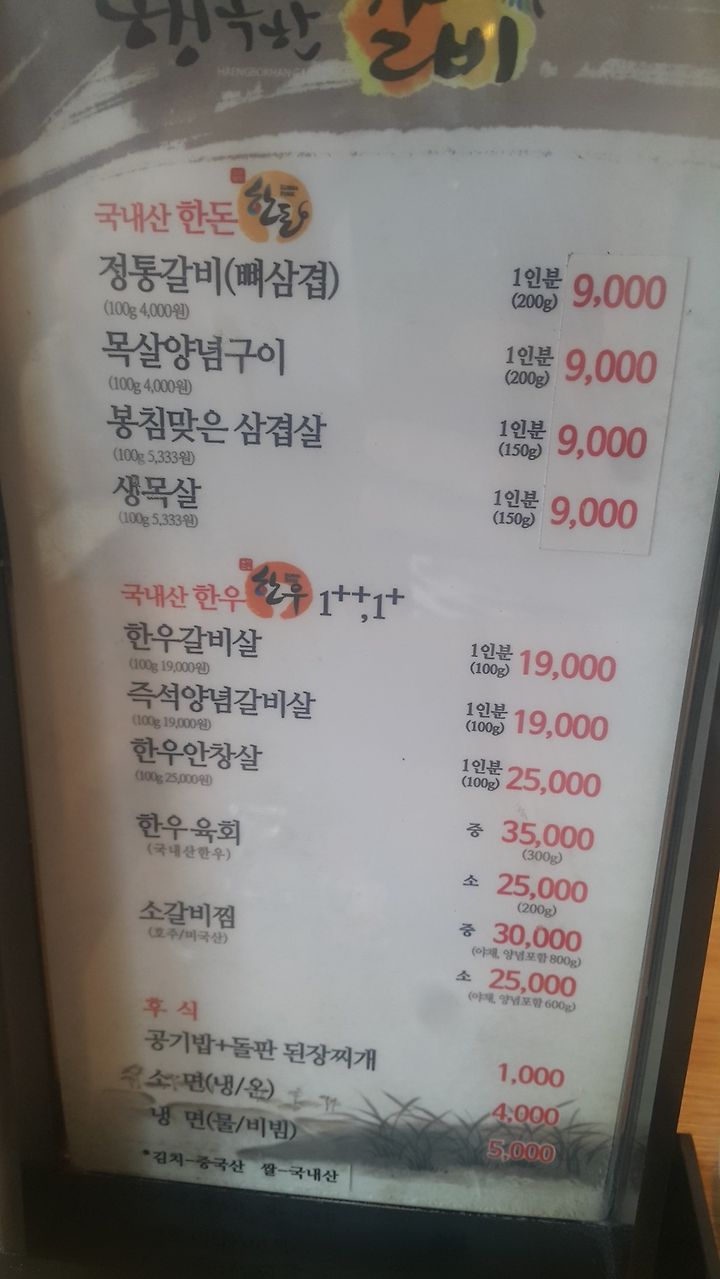 행복한 갈비
HAENGBOKHAN GA
국내산 한돈 한돈
정통갈비(뼈삼겹) 1인분 9,000
(100g 4,000원) (200g)
목살양념구이 1인분 9,000
(100g 4,000원) (200g)
봉침맞은 삼겹살 1인분 9,000
(100g 5,333원) (150g)
생목살 1인분 9,000
(100g 5,333원) (150g)
국내산 한우 한우 1++,1+
한우갈비살 1인분 19,000
(100g 19,000원) (100g)
즉석양념갈비살 1인분 19,000
(100g 19,000원) (100g)
한우안창살 1인분 25,000
(100g 25,000원) (100g)
한우육회 중 35,000
(국내산한우) (300g)
소 25,000
(200g)
소갈비찜 중 30,000
(호주/미국산) (야채, 양념포함 800g)
소 25,000
(야채, 양념포함 600g)
후 식
공기밥+돌판 된장찌개 1,000
소 면(냉/온) 4,000
냉 면(물/비빔) 5,000
*김치-중국산 쌀-국내산